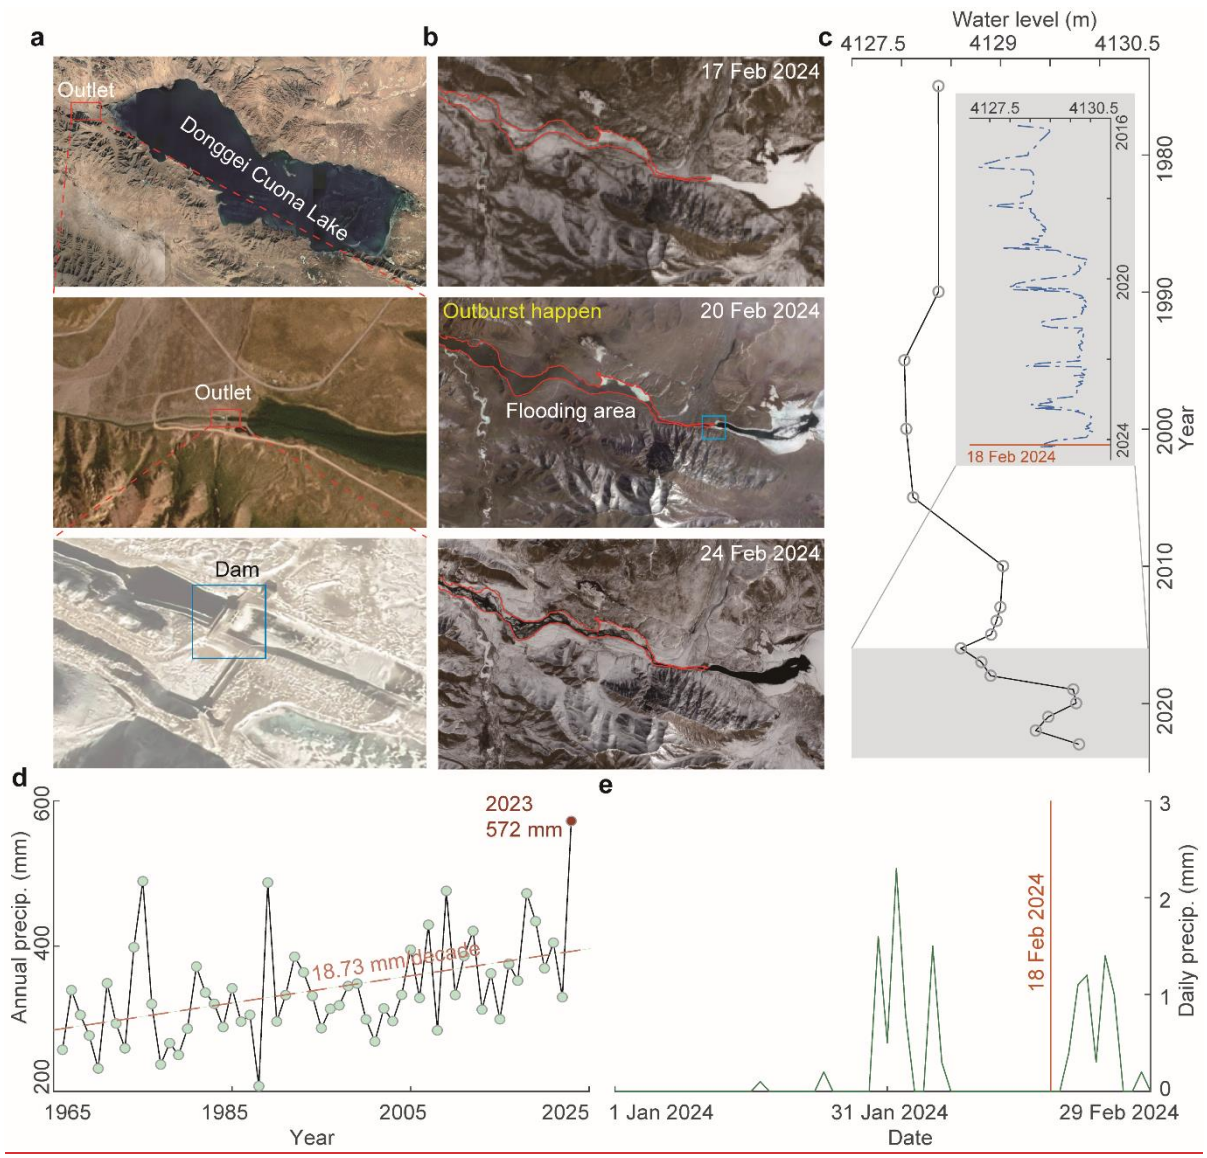 a
Outlet
Donggei Cuona Lake
Outlet
Dam
b
17 Feb 2024
Outburst happen
20 Feb 2024
Flooding area
24 Feb 2024
c
Water level (m)
4127.5
4129
4130.5
4127.5
4130.5
2016
2020
2024
18 Feb 2024
1980
1990
2000
2010
2020
Year
d
600
400
200
Annual precip. (mm)
2023
572 mm
18.73 mm/decade
1965
1985
2005
2025
Year
e
3
2
1
0
Daily precip. (mm)
18 Feb 2024
1 Jan 2024
31 Jan 2024
29 Feb 2024
Date